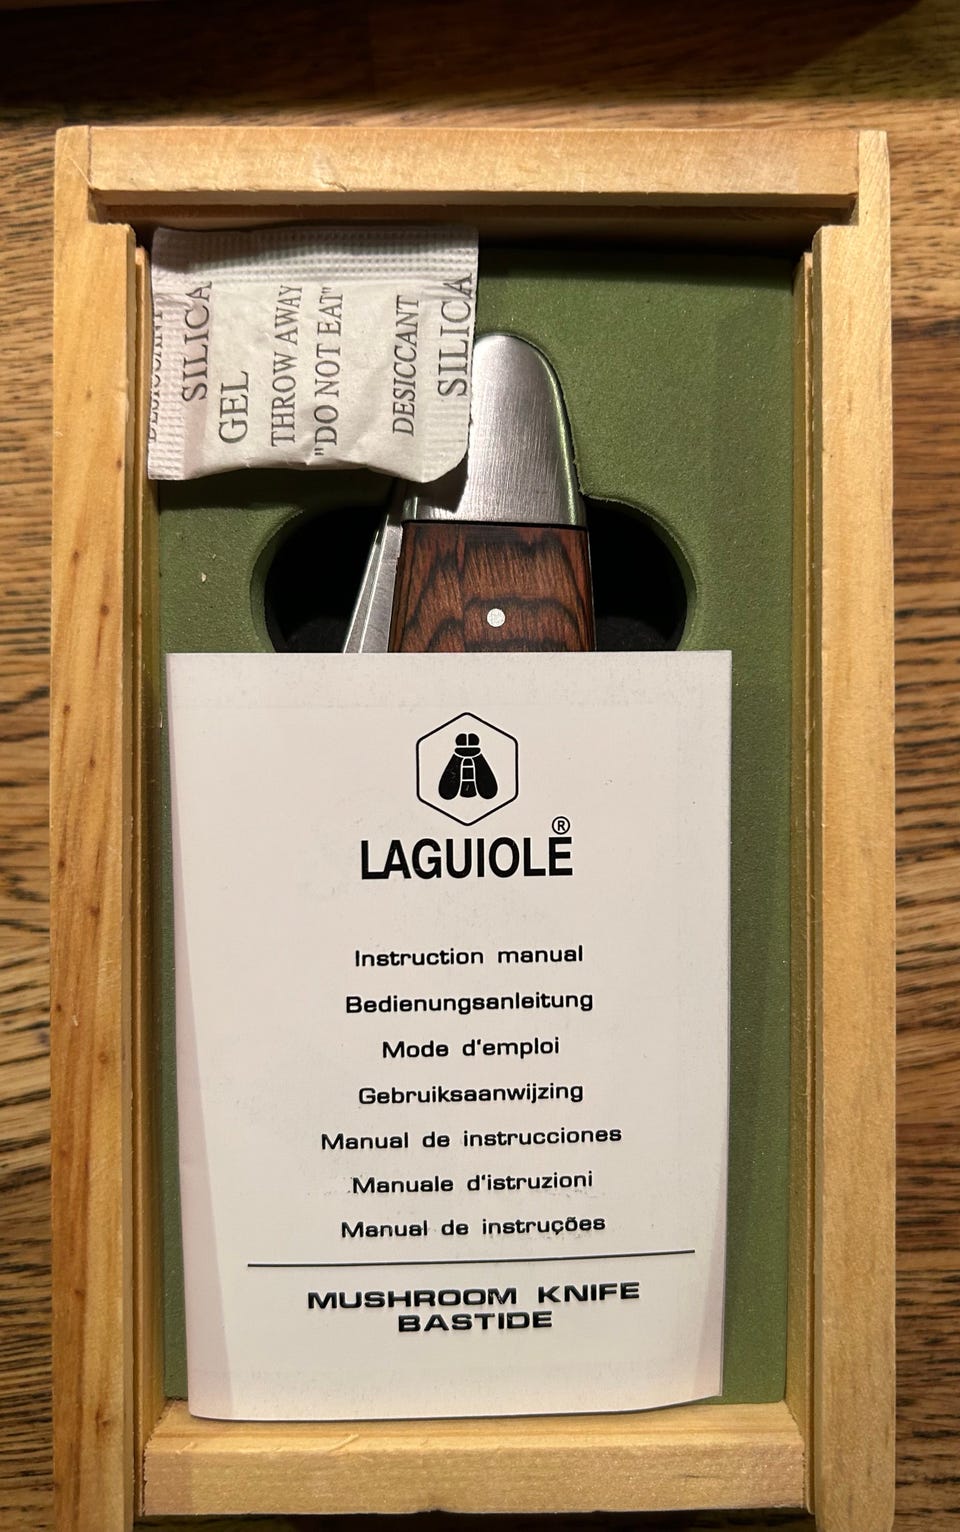 SILICA
GEL
THROW AWAY
"DO NOT EAT"
DESICCANT
SILICA
LAGUIOLE®
Instruction manual
Bedienungsanleitung
Mode d'emploi
Gebruiksaanwijzing
Manual de instrucciones
Manuale d'istruzioni
Manual de instruções
MUSHROOM KNIFE
BASTIDE